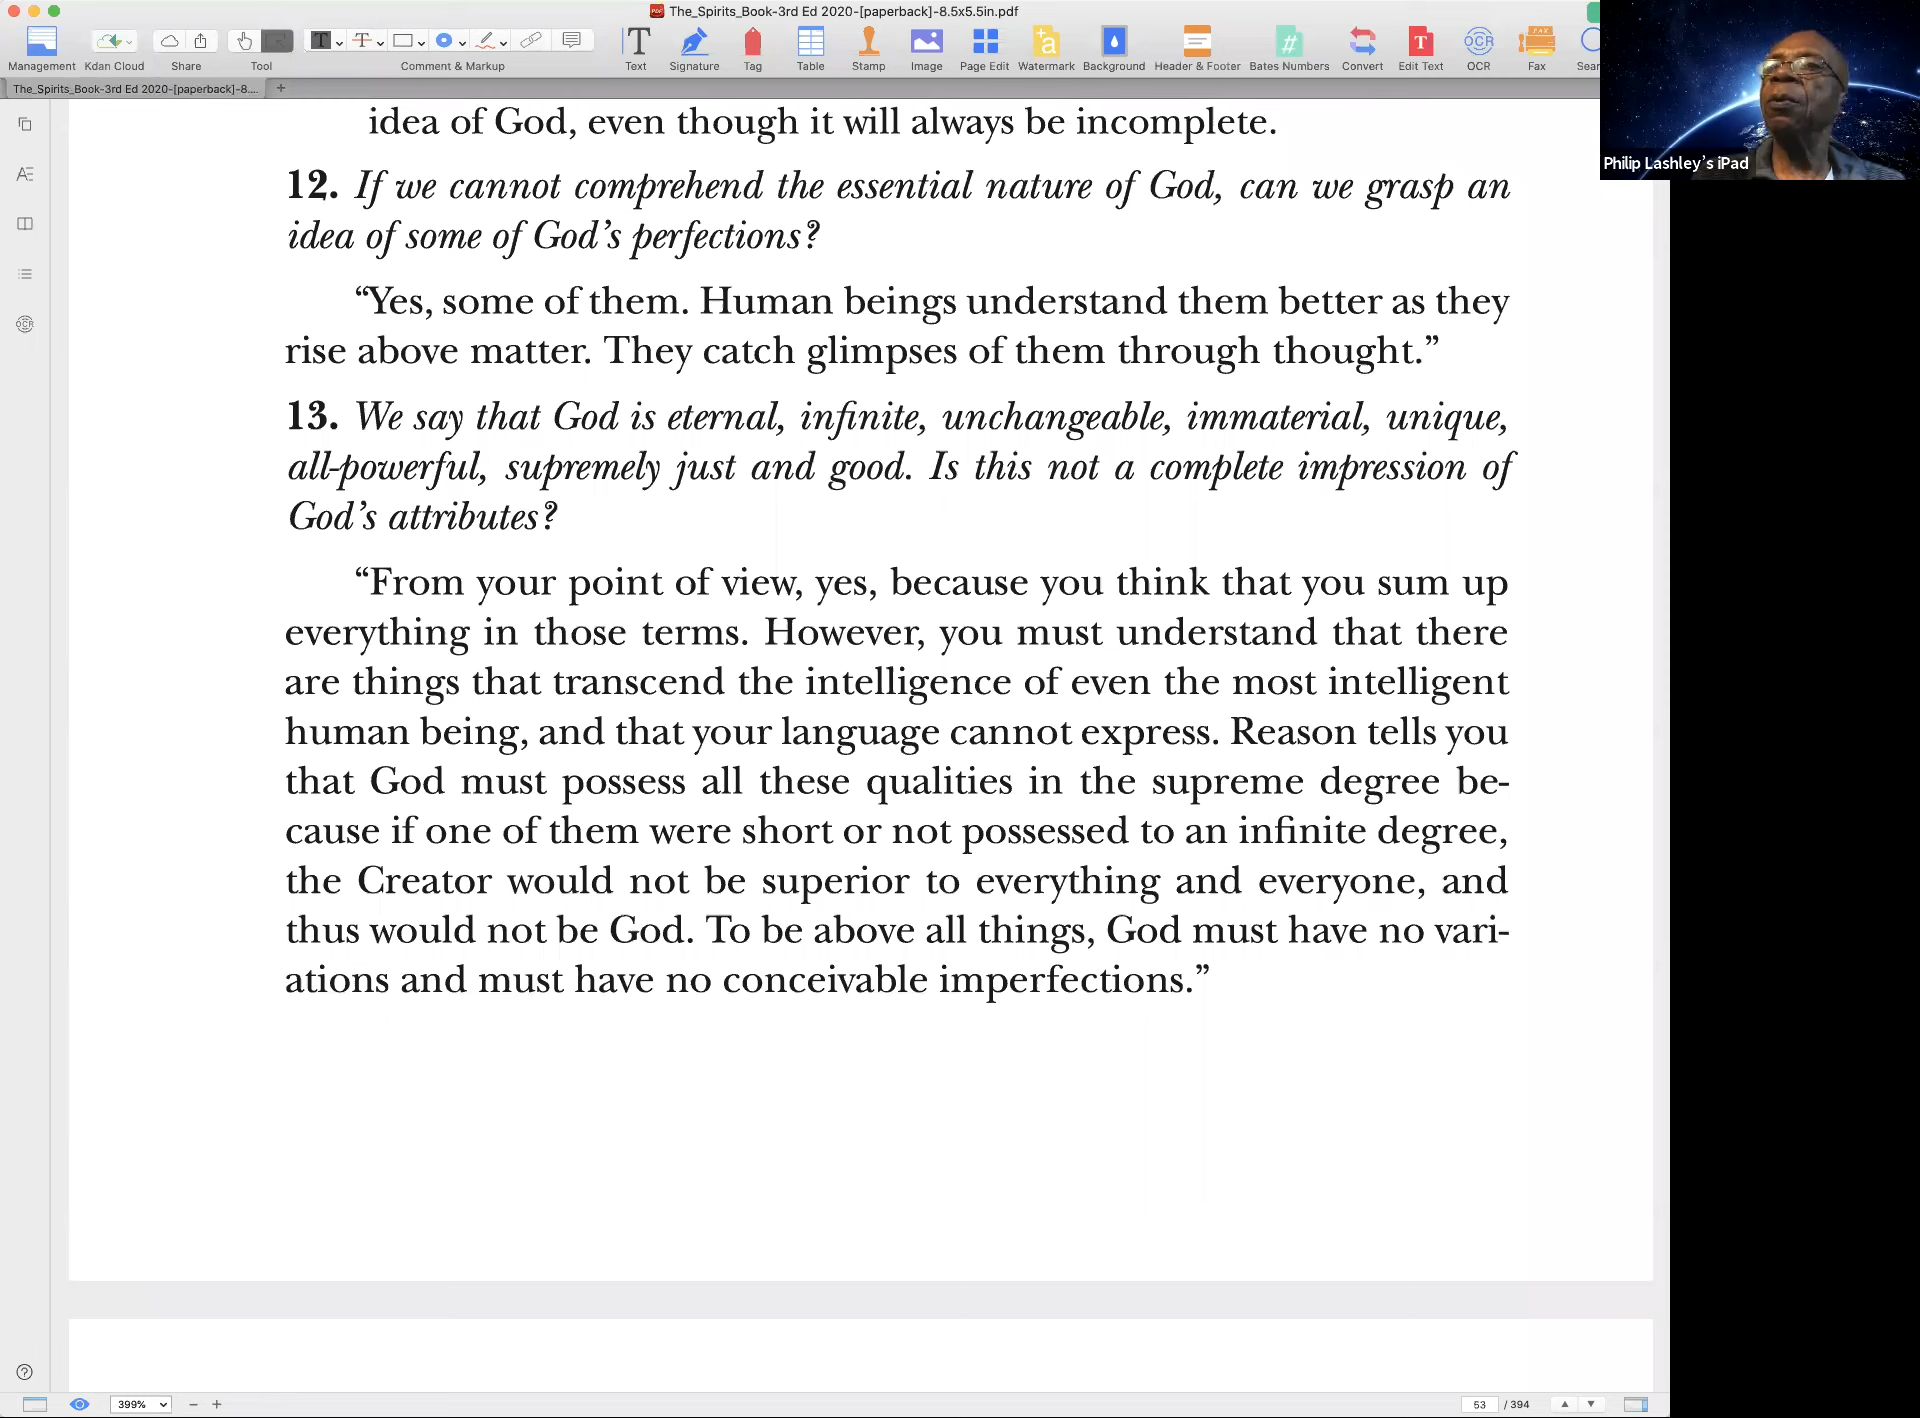 The_Spirits_Book-3rd Ed 2020-[paperback]-8.5x5.5in.pdf
Management Kdan Cloud Share Tool Comment & Markup Text Signature Tag Table Stamp Image Page Edit Watermark Background Header & Footer Bates Numbers Convert Edit Text OCR Fax
The_Spirits_Book-3rd Ed 2020-[paperback]-8....
Philip Lashley's iPad
idea of God, even though it will always be incomplete.
12. If we cannot comprehend the essential nature of God, can we grasp an
idea of some of God’s perfections?
“Yes, some of them. Human beings understand them better as they
rise above matter. They catch glimpses of them through thought.”
13. We say that God is eternal, infinite, unchangeable, immaterial, unique,
all-powerful, supremely just and good. Is this not a complete impression of
God’s attributes?
“From your point of view, yes, because you think that you sum up
everything in those terms. However, you must understand that there
are things that transcend the intelligence of even the most intelligent
human being, and that your language cannot express. Reason tells you
that God must possess all these qualities in the supreme degree be-
cause if one of them were short or not possessed to an infinite degree,
the Creator would not be superior to everything and everyone, and
thus would not be God. To be above all things, God must have no vari-
ations and must have no conceivable imperfections.”
399% 53 / 394